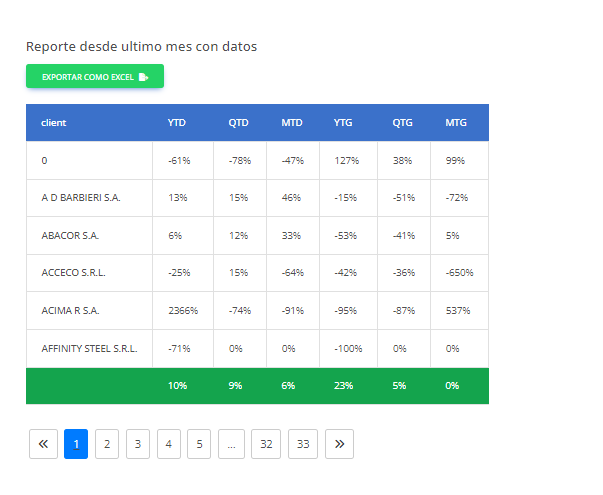 Reporte desde ultimo mes con datos
EXPORTAR COMO EXCEL
client YTD QTD MTD YTG QTG MTG
0 -61% -78% -47% 127% 38% 99%
A D BARBIERI S.A. 13% 15% 46% -15% -51% -72%
ABACOR S.A. 6% 12% 33% -53% -41% 5%
ACCECO S.R.L. -25% 15% -64% -42% -36% -650%
ACIMA R S.A. 2366% -74% -91% -95% -87% 537%
AFFINITY STEEL S.R.L. -71% 0% 0% -100% 0% 0%
10% 9% 6% 23% 5% 0%
« 1 2 3 4 5 ... 32 33 »